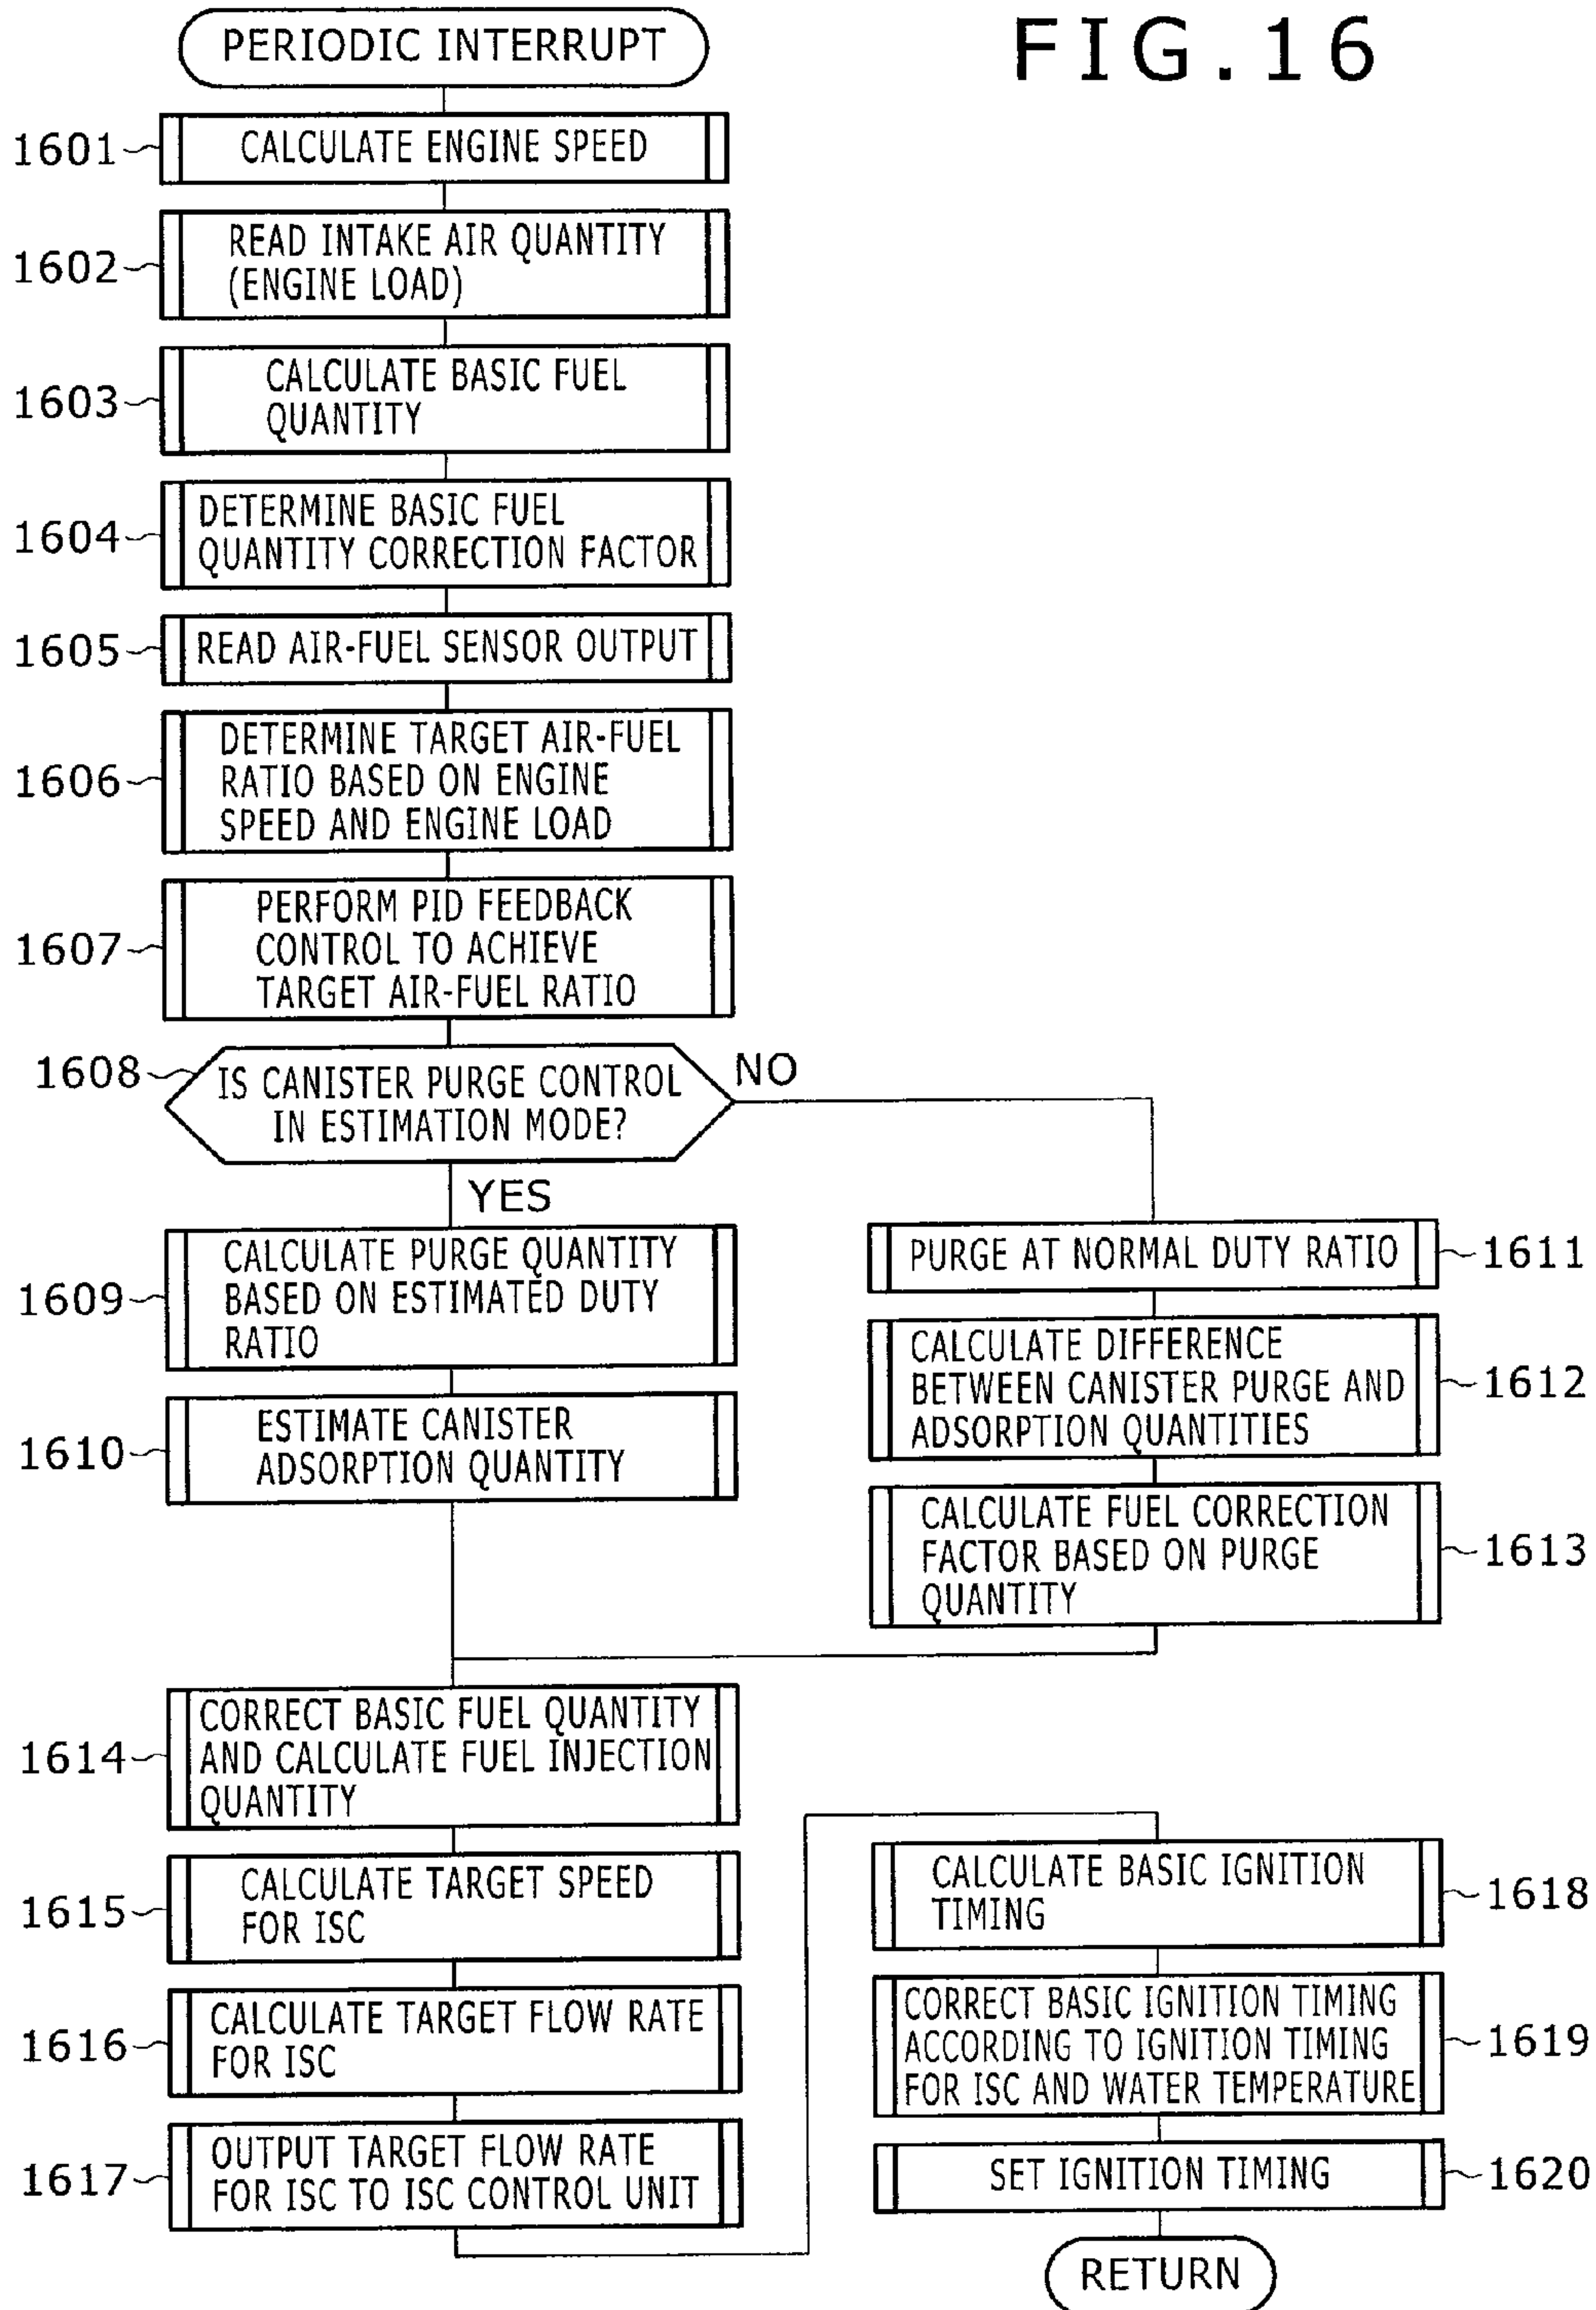 FIG.16
PERIODIC INTERRUPT
1601
CALCULATE ENGINE SPEED
1602
READ INTAKE AIR QUANTITY
(ENGINE LOAD)
1603
CALCULATE BASIC FUEL
QUANTITY
1604
DETERMINE BASIC FUEL
QUANTITY CORRECTION FACTOR
1605
READ AIR-FUEL SENSOR OUTPUT
1606
DETERMINE TARGET AIR-FUEL
RATIO BASED ON ENGINE
SPEED AND ENGINE LOAD
1607
PERFORM PID FEEDBACK
CONTROL TO ACHIEVE
TARGET AIR-FUEL RATIO
1608
IS CANISTER PURGE CONTROL
IN ESTIMATION MODE?
NO
YES
1609
CALCULATE PURGE QUANTITY
BASED ON ESTIMATED DUTY
RATIO
1610
ESTIMATE CANISTER
ADSORPTION QUANTITY
PURGE AT NORMAL DUTY RATIO
1611
CALCULATE DIFFERENCE
BETWEEN CANISTER PURGE AND
ADSORPTION QUANTITIES
1612
CALCULATE FUEL CORRECTION
FACTOR BASED ON PURGE
QUANTITY
1613
1614
CORRECT BASIC FUEL QUANTITY
AND CALCULATE FUEL INJECTION
QUANTITY
1615
CALCULATE TARGET SPEED
FOR ISC
1616
CALCULATE TARGET FLOW RATE
FOR ISC
1617
OUTPUT TARGET FLOW RATE
FOR ISC TO ISC CONTROL UNIT
CALCULATE BASIC IGNITION
TIMING
1618
CORRECT BASIC IGNITION TIMING
ACCORDING TO IGNITION TIMING
FOR ISC AND WATER TEMPERATURE
1619
SET IGNITION TIMING
1620
RETURN